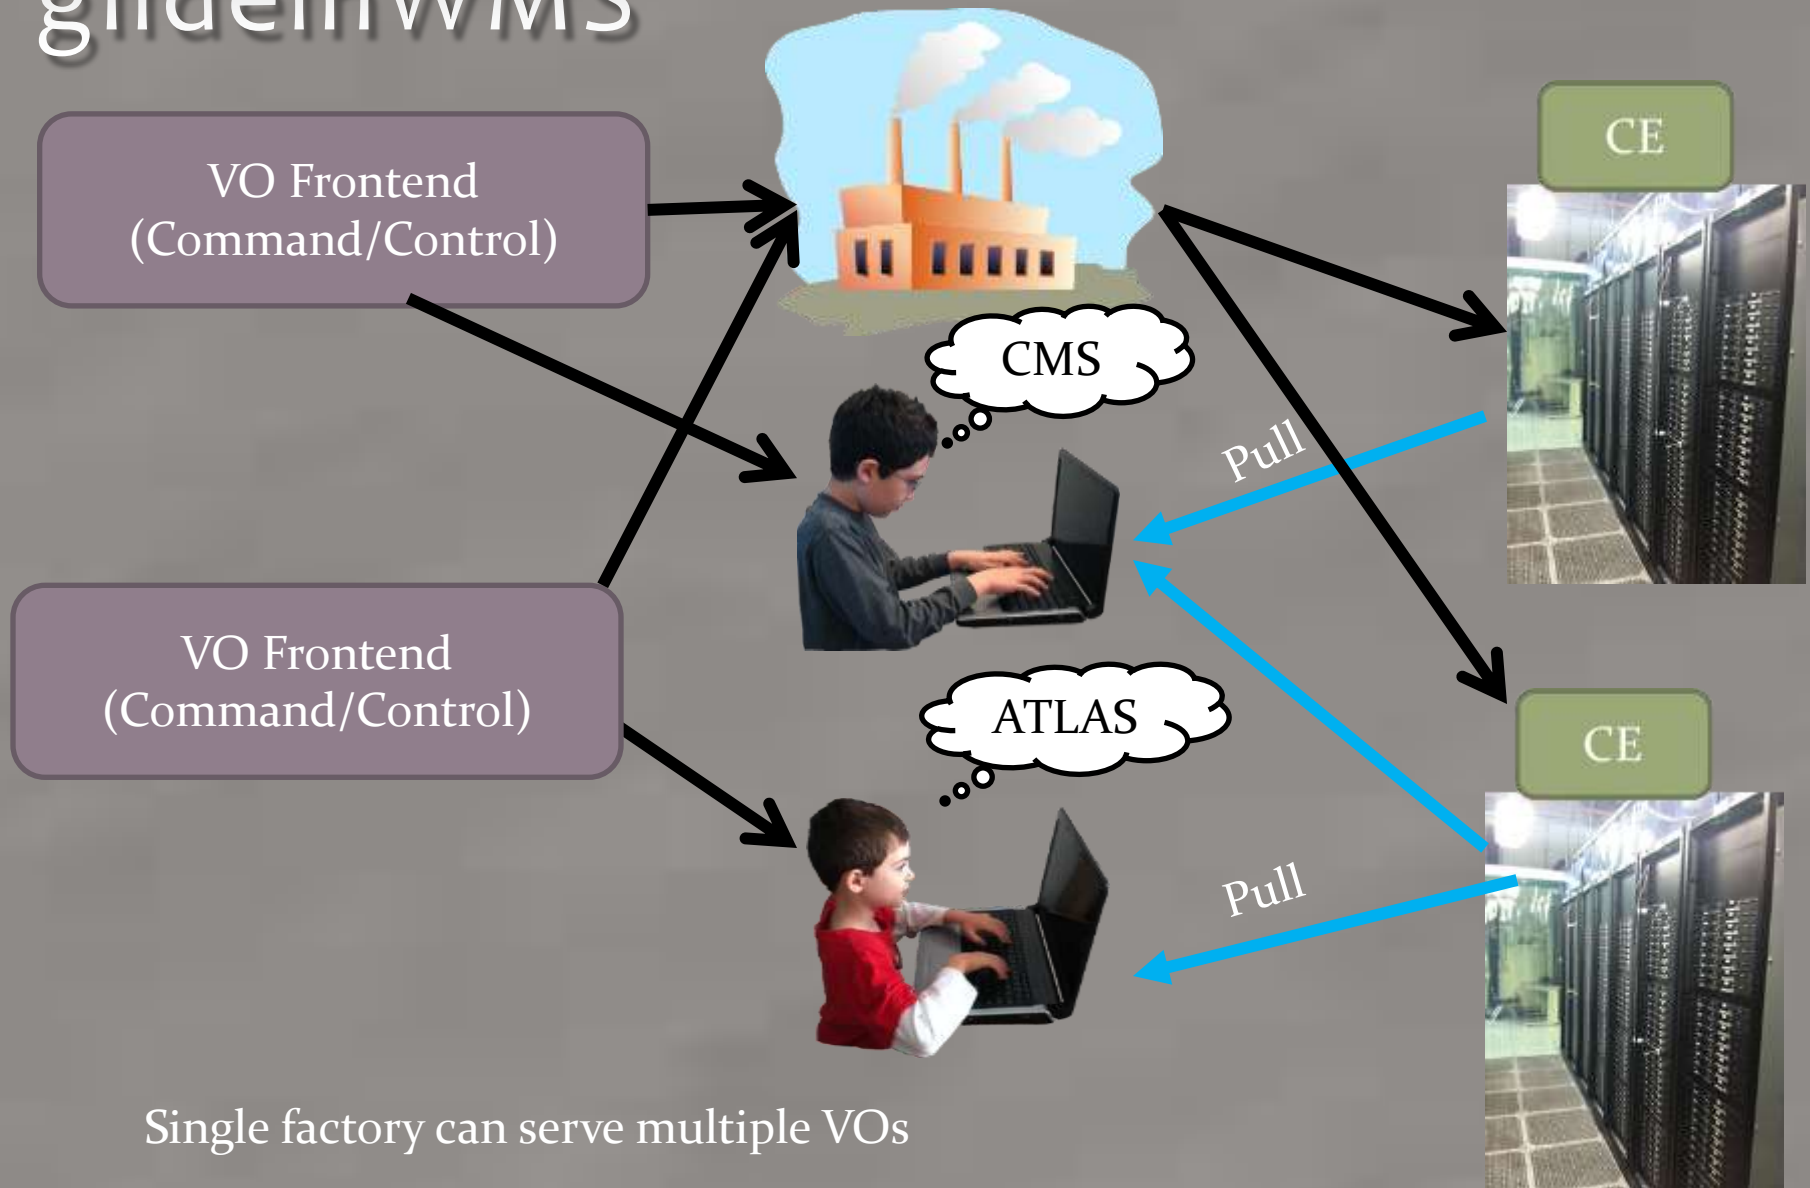 glideinWMS
VO Frontend
(Command/Control)
CE
CMS
Pull
VO Frontend
(Command/Control)
ATLAS
CE
Pull
Single factory can serve multiple VOs